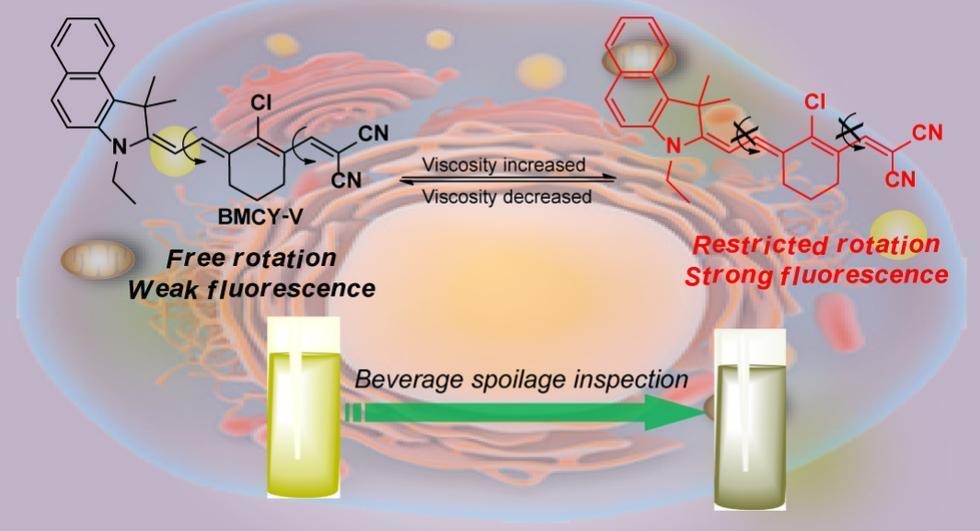 Cl
CN
CN
N
BMCY-V
Free rotation
Weak fluorescence
Viscosity increased
Viscosity decreased
Cl
CN
CN
N
Restricted rotation
Strong fluorescence
Beverage spoilage inspection